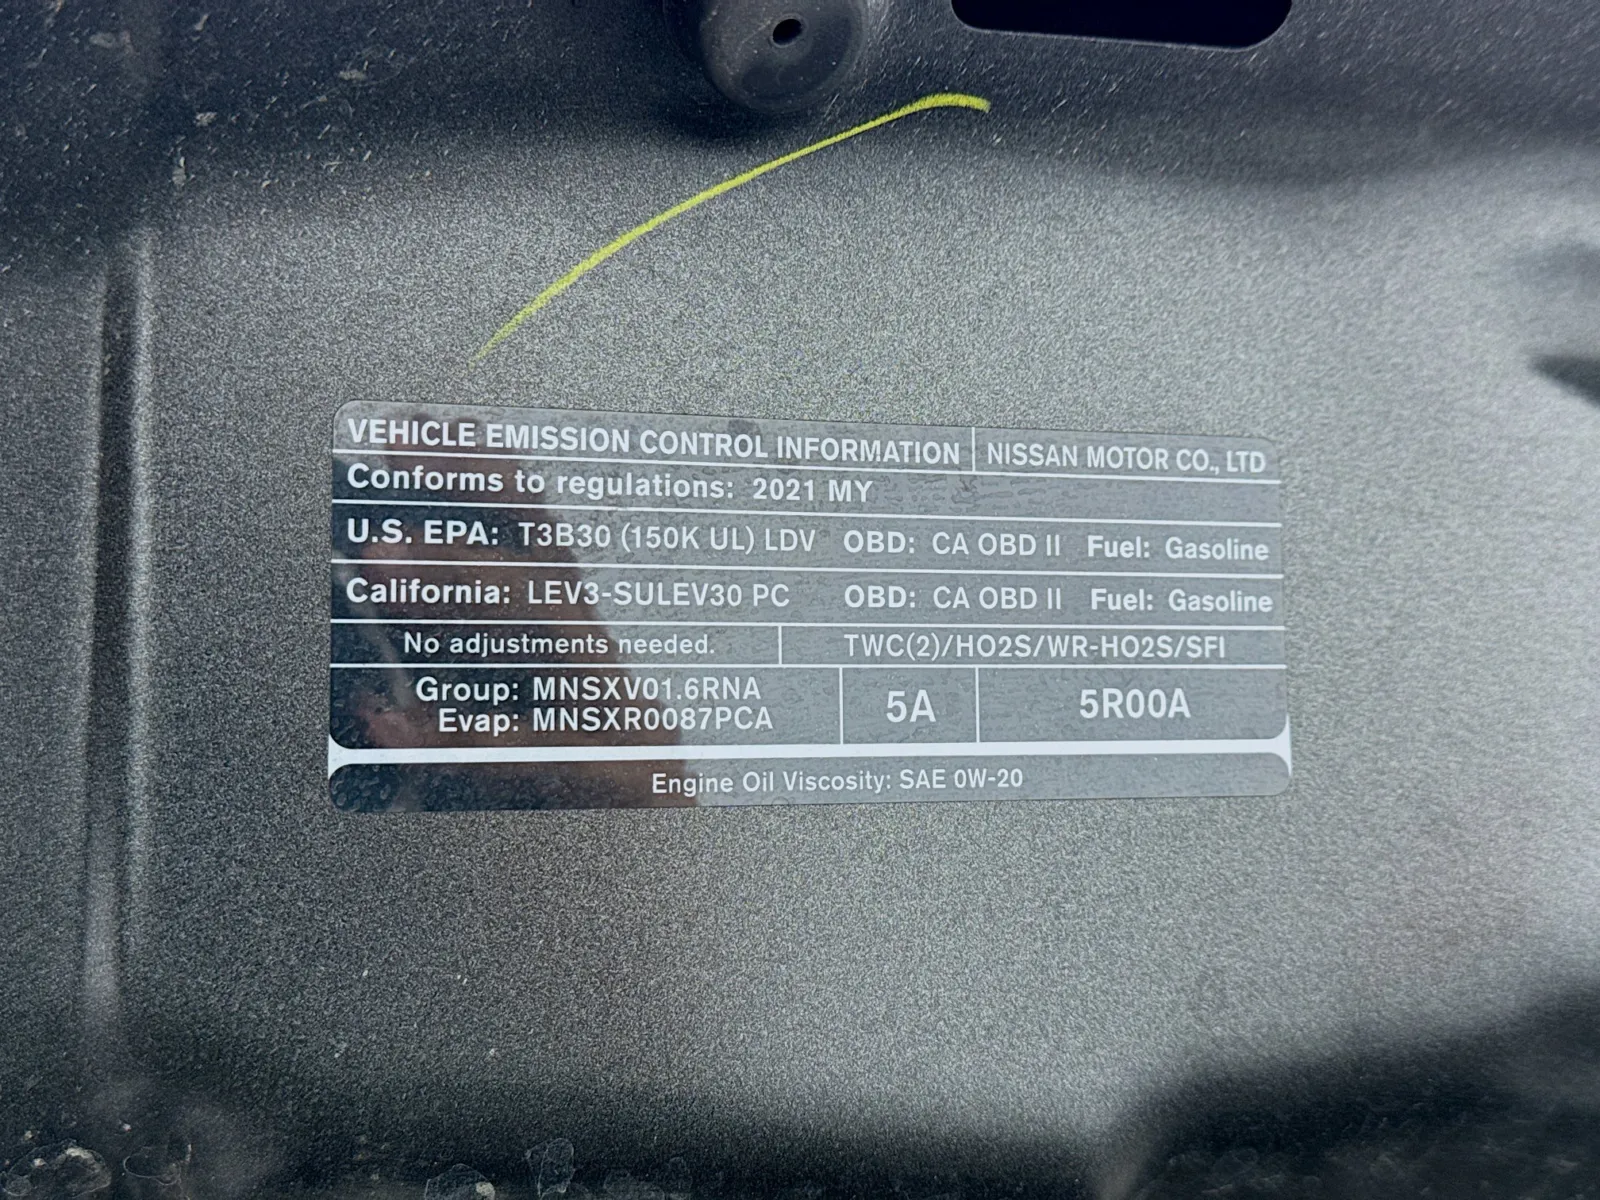 VEHICLE EMISSION CONTROL INFORMATION NISSAN MOTOR CO., LTD
Conforms to regulations: 2021 MY
U.S. EPA: T3B30 (150K UL) LDV OBD: CA OBD II Fuel: Gasoline
California: LEV3-SULEV30 PC OBD: CA OBD II Fuel: Gasoline
No adjustments needed. TWC(2)/HO2S/WR-HO2S/SFI
Group: MNSXV01.6RNA
Evap: MNSXR0087PCA
5A 5R00A
Engine Oil Viscosity: SAE 0W-20